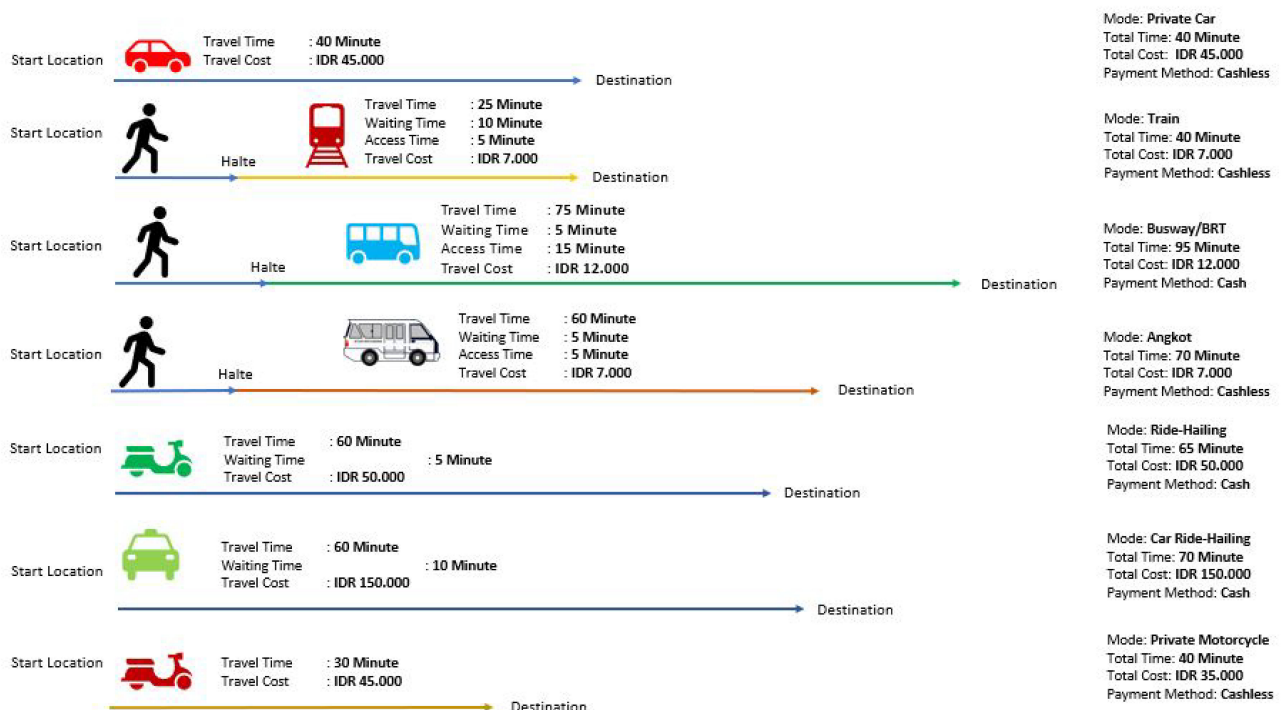 Start Location
Travel Time : 40 Minute
Travel Cost : IDR 45.000
Destination
Mode: Private Car
Total Time: 40 Minute
Total Cost: IDR 45.000
Payment Method: Cashless
Start Location
Halte
Travel Time : 25 Minute
Waiting Time : 10 Minute
Access Time : 5 Minute
Travel Cost : IDR 7.000
Destination
Mode: Train
Total Time: 40 Minute
Total Cost: IDR 7.000
Payment Method: Cashless
Start Location
Halte
Travel Time : 75 Minute
Waiting Time : 5 Minute
Access Time : 15 Minute
Travel Cost : IDR 12.000
Destination
Mode: Busway/BRT
Total Time: 95 Minute
Total Cost: IDR 12.000
Payment Method: Cash
Start Location
Halte
Travel Time : 60 Minute
Waiting Time : 5 Minute
Access Time : 5 Minute
Travel Cost : IDR 7.000
Destination
Mode: Angkot
Total Time: 70 Minute
Total Cost: IDR 7.000
Payment Method: Cashless
Start Location
Travel Time : 60 Minute
Waiting Time : 5 Minute
Travel Cost : IDR 50.000
Destination
Mode: Ride-Hailing
Total Time: 65 Minute
Total Cost: IDR 50.000
Payment Method: Cash
Start Location
Travel Time : 60 Minute
Waiting Time : 10 Minute
Travel Cost : IDR 150.000
Destination
Mode: Car Ride-Hailing
Total Time: 70 Minute
Total Cost: IDR 150.000
Payment Method: Cash
Start Location
Travel Time : 30 Minute
Travel Cost : IDR 45.000
Destination
Mode: Private Motorcycle
Total Time: 40 Minute
Total Cost: IDR 35.000
Payment Method: Cashless